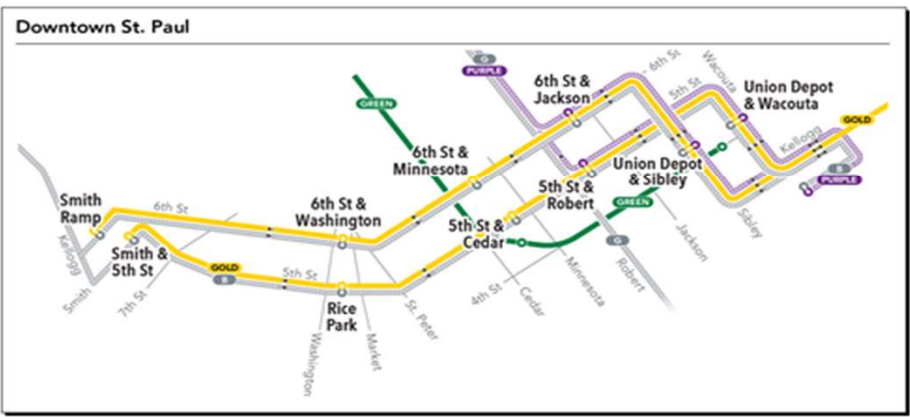 Downtown St. Paul
G
PURPLE
6th St
Wacouta
6th St &
Jackson
5th St
Union Depot
& Wacouta
GREEN
GOLD
Kellogg
6th St &
Minnesota
Union Depot
& Sibley
G
PURPLE
5th St &
Robert
Smith
Ramp
6th St
6th St &
Washington
GREEN
Sibley
5th St &
Cedar
Jackson
Kellogg
Smith &
5th St
GOLD
G
5th St
G
Robert
Minnesota
4th St
Cedar
Smith
7th St
Rice
Park
St. Peter
Washington
Market